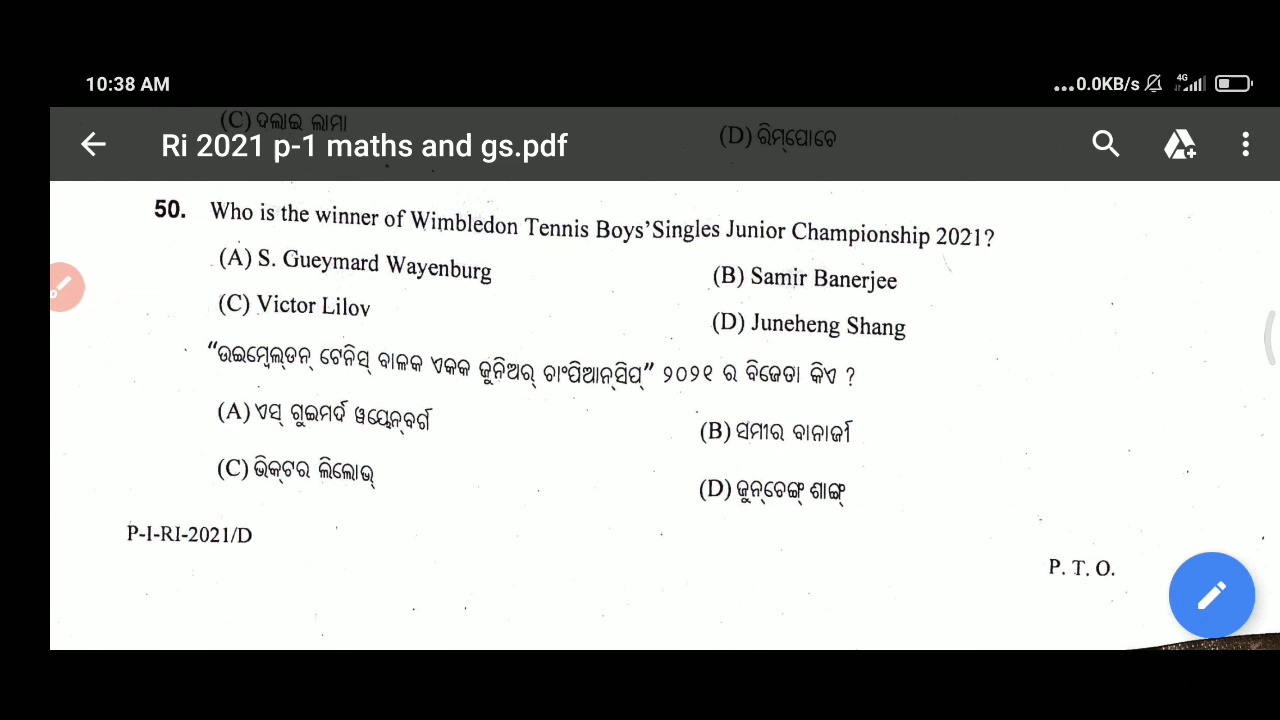 10:38 AM
...0.0KB/s 4G
(C) ଦଲାଇ ଲାମା
(D) ରିମ୍ପୋଚେ
Ri 2021 p-1 maths and gs.pdf
50. Who is the winner of Wimbledon Tennis Boys'Singles Junior Championship 2021?
(A) S. Gueymard Wayenburg (B) Samir Banerjee
(C) Victor Lilov (D) Juneheng Shang
"ଉଇମ୍ବେଲ୍‌ଡନ୍ ଟେନିସ୍ ବାଳକ ଏକକ ଜୁନିଅର୍ ଚାଂପିଆନ୍‌ସିପ୍" ୨୦୨୧ ର ବିଜେତା କିଏ ?
(A) ଏସ୍ ଗୁଇମର୍ଦ ୱେୟେନ୍‌ବର୍ଗ (B) ସମୀର ବାନାର୍ଜୀ
(C) ଭିକ୍ଟର ଲିଲୋଭ୍ (D) ଜୁନ୍‌ଚେଙ୍ଗ୍ ଶାଙ୍ଗ୍
P-I-RI-2021/D
P. T. O.